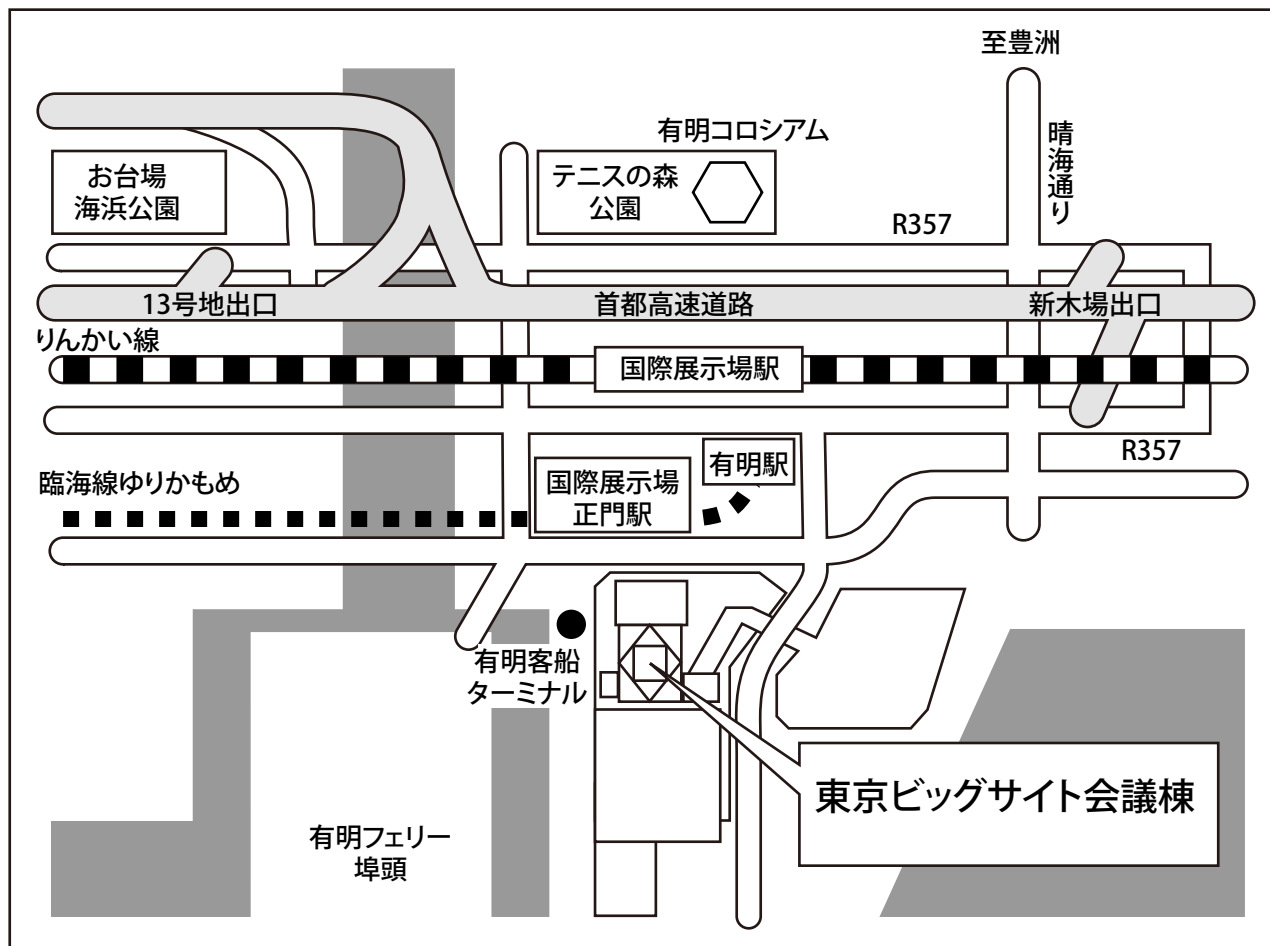 至豊洲
有明コロシアム
晴海通り
お台場
海浜公園
テニスの森
公園
R357
13号地出口
首都高速道路
新木場出口
りんかい線
国際展示場駅
R357
有明駅
臨海線ゆりかもめ
国際展示場
正門駅
有明客船
ターミナル
東京ビッグサイト会議棟
有明フェリー
埠頭